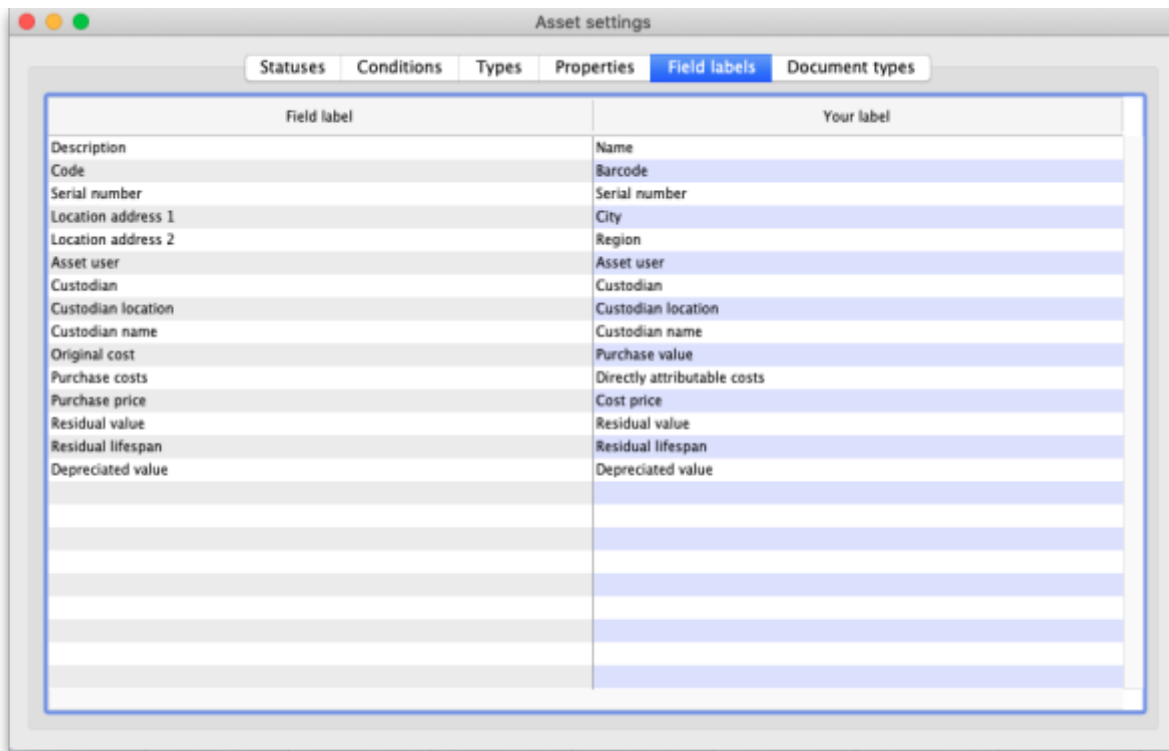 Asset settings
Statuses Conditions Types Properties Field labels Document types
Field label Your label
Description Name
Code Barcode
Serial number Serial number
Location address 1 City
Location address 2 Region
Asset user Asset user
Custodian Custodian
Custodian location Custodian location
Custodian name Custodian name
Original cost Purchase value
Purchase costs Directly attributable costs
Purchase price Cost price
Residual value Residual value
Residual lifespan Residual lifespan
Depreciated value Depreciated value